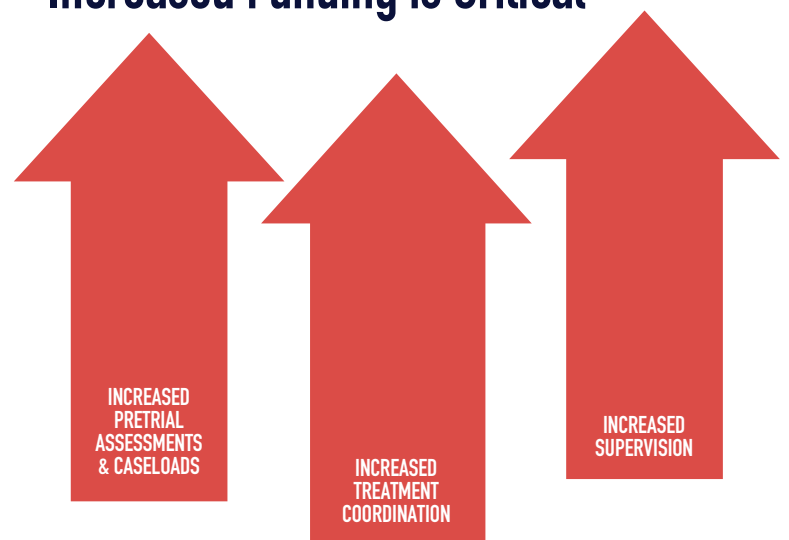 Increased Funding is Critical
INCREASED
PRETRIAL
ASSESSMENTS
& CASELOADS
INCREASED
TREATMENT
COORDINATION
INCREASED
SUPERVISION